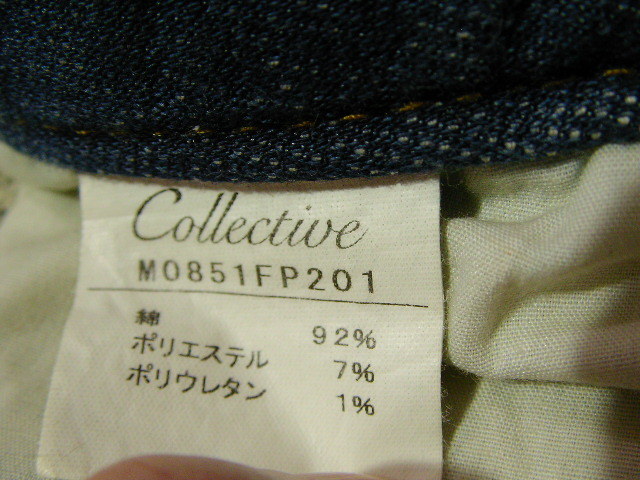 Collective
M0851FP201
綿 92%
ポリエステル 7%
ポリウレタン 1%